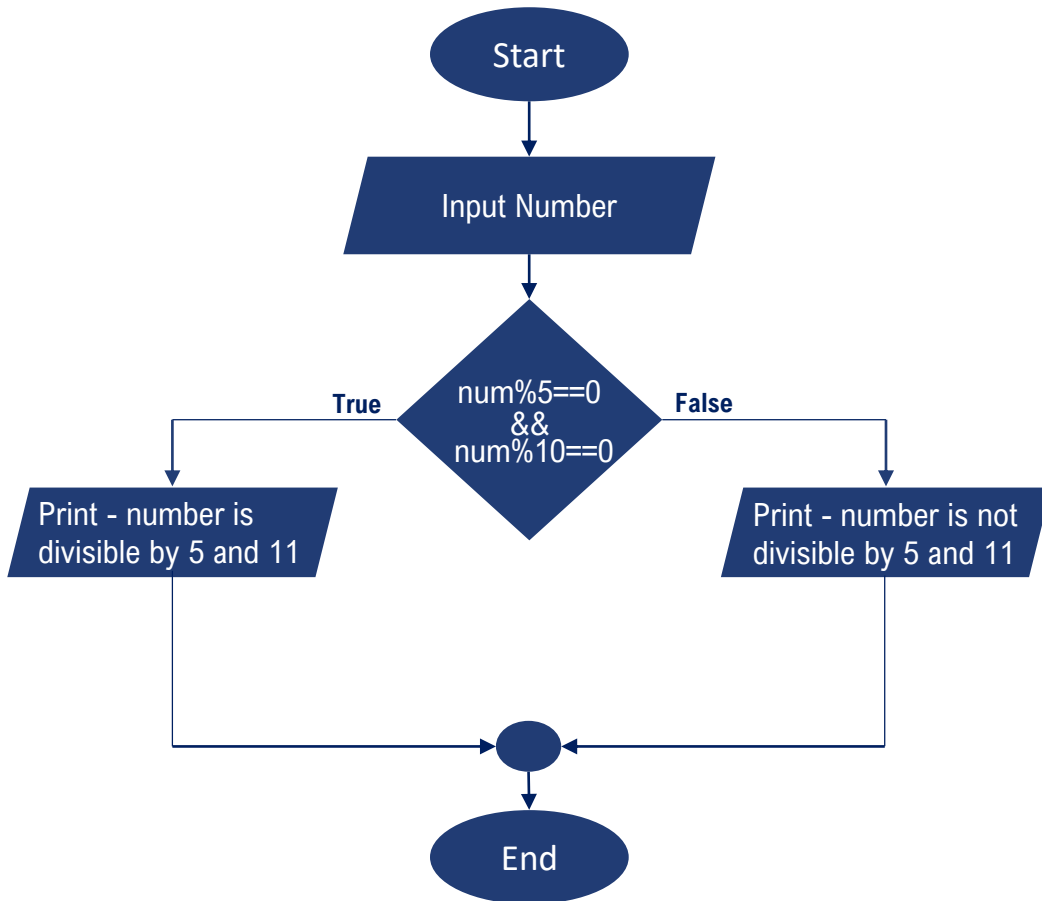 Start
Input Number
num%5==0
&&
num%10==0
True
False
Print - number is
divisible by 5 and 11
Print - number is not
divisible by 5 and 11
End